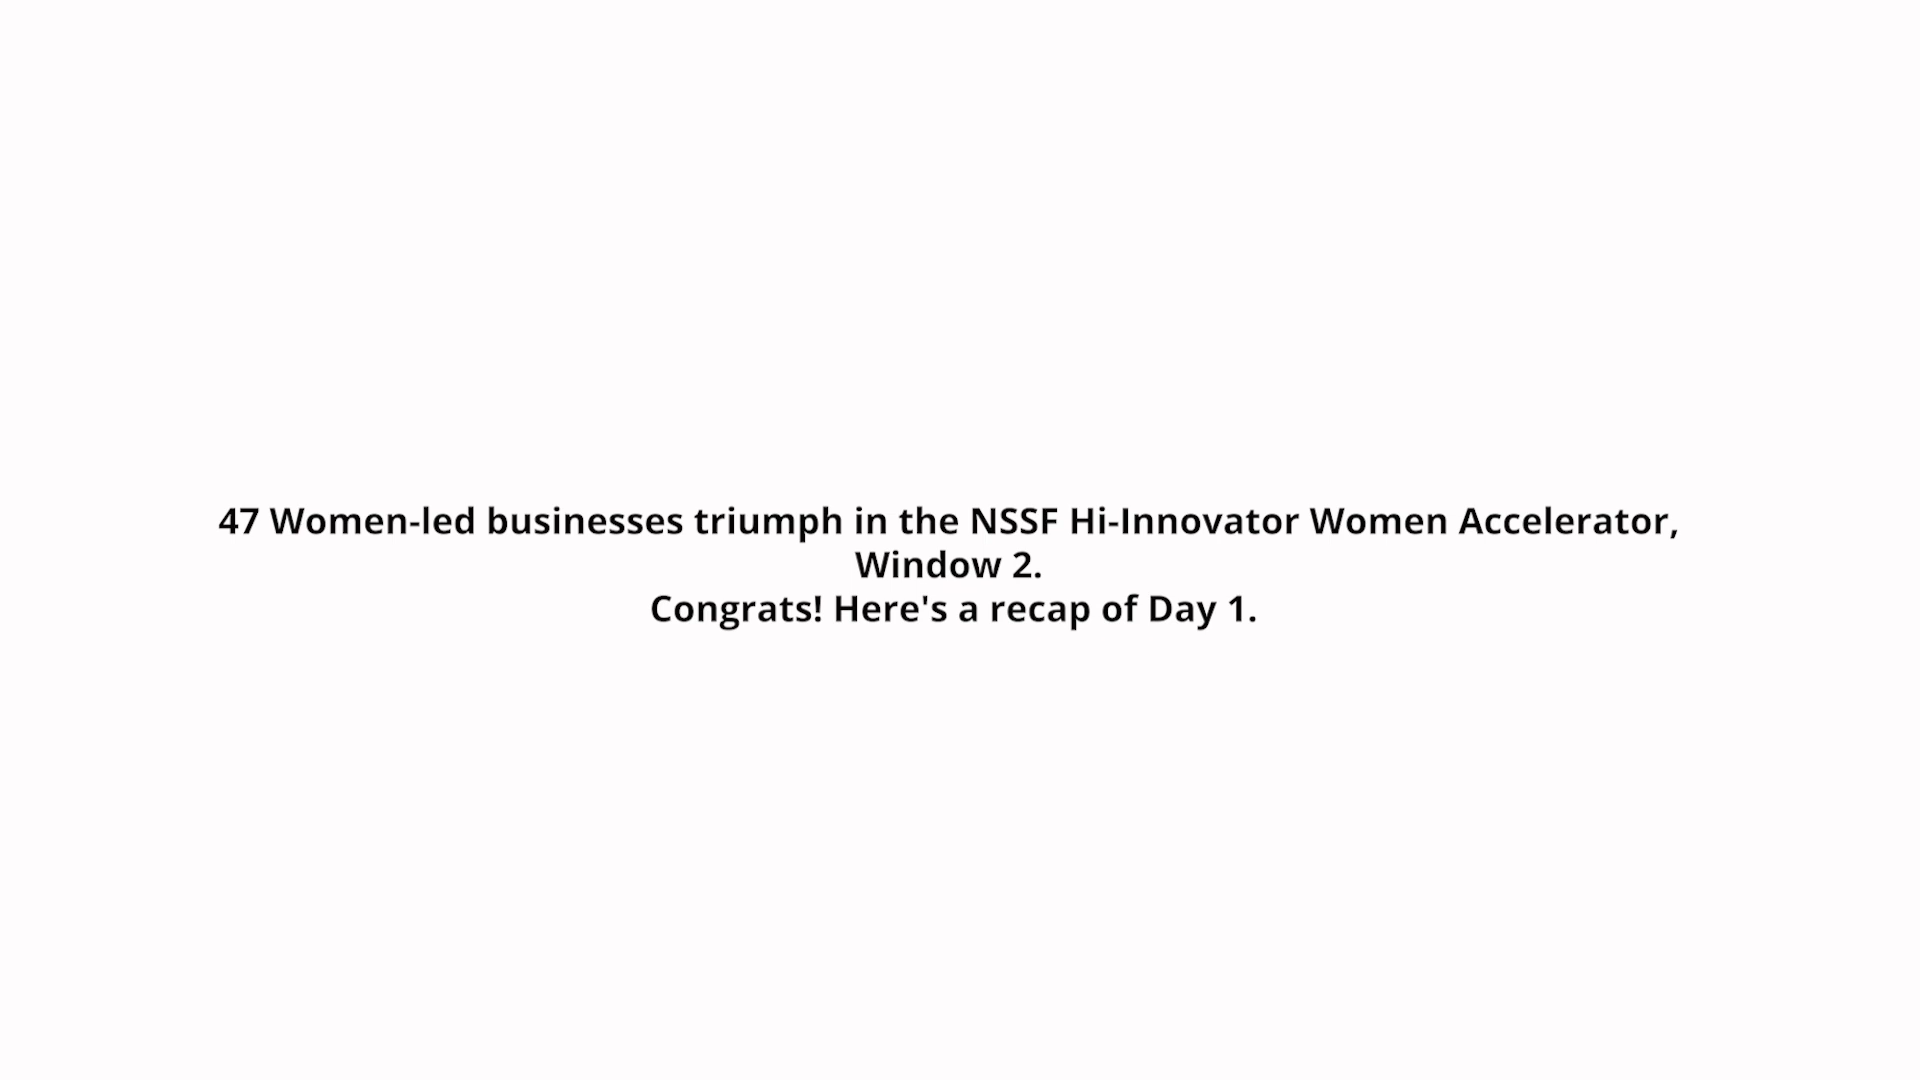 47 Women-led businesses triumph in the NSSF Hi-Innovator Women Accelerator,
Window 2.
Congrats! Here's a recap of Day 1.